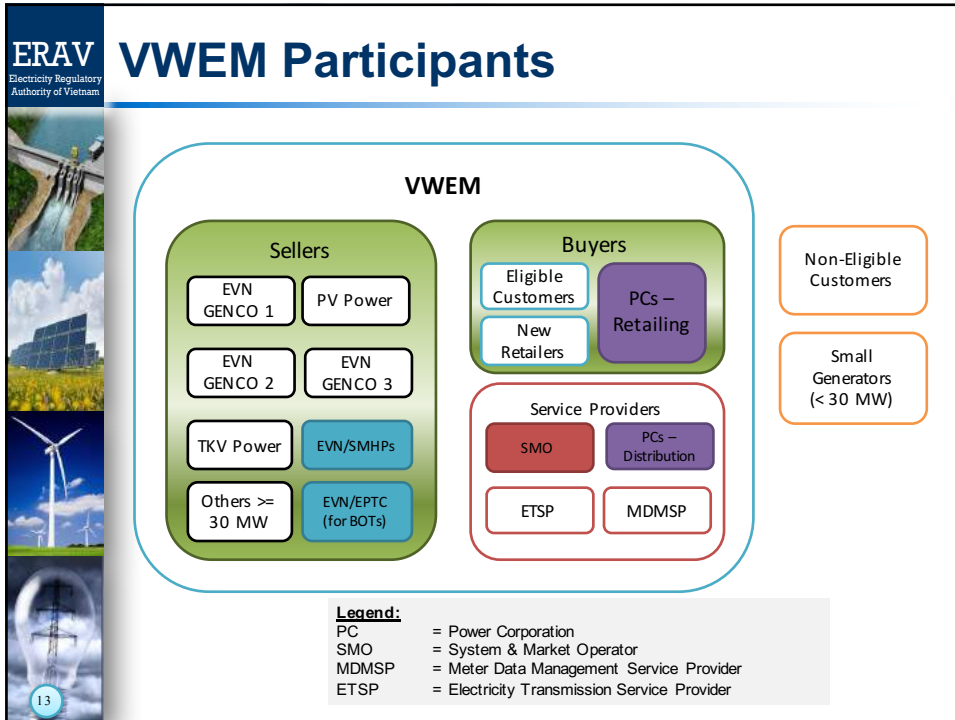 ERAV
Electricity Regulatory
Authority of Vietnam
VWEM Participants
VWEM
Sellers
EVN
GENCO 1
PV Power
EVN
GENCO 2
EVN
GENCO 3
TKV Power
EVN/SMHPs
Others >=
30 MW
EVN/EPTC
(for BOTs)
Buyers
Eligible
Customers
New
Retailers
PCs –
Retailing
Service Providers
SMO
PCs –
Distribution
ETSP
MDMSP
Non-Eligible
Customers
Small
Generators
(< 30 MW)
Legend:
PC = Power Corporation
SMO = System & Market Operator
MDMSP = Meter Data Management Service Provider
ETSP = Electricity Transmission Service Provider
13